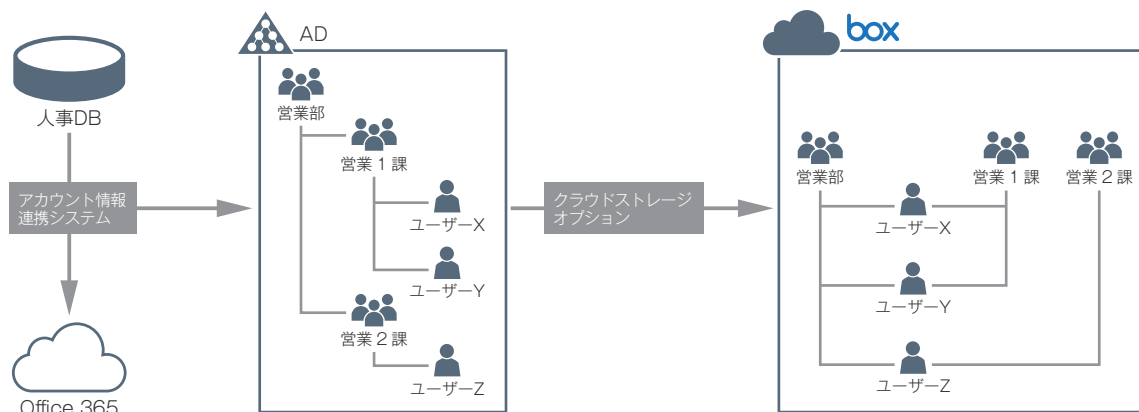 人事DB
アカウント情報
連携システム
Office 365
AD
営業部
営業 1 課
ユーザーX
ユーザーY
営業 2 課
ユーザーZ
クラウドストレージ
オプション
box
営業部
営業 1 課
営業 2 課
ユーザーX
ユーザーY
ユーザーZ